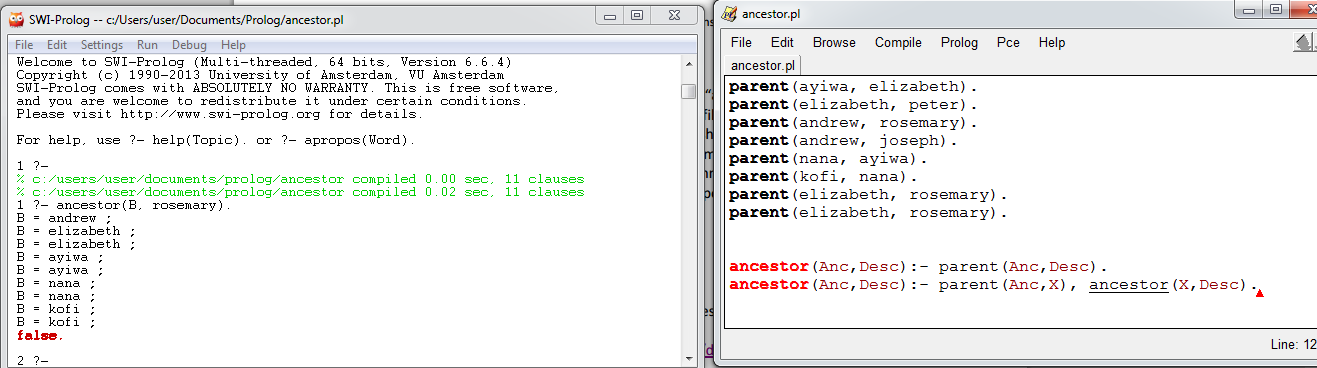 SWI-Prolog -- c:/Users/user/Documents/Prolog/ancestor.pl
File Edit Settings Run Debug Help
Welcome to SWI-Prolog (Multi-threaded, 64 bits, Version 6.6.4)
Copyright (c) 1990-2013 University of Amsterdam, VU Amsterdam
SWI-Prolog comes with ABSOLUTELY NO WARRANTY. This is free software,
and you are welcome to redistribute it under certain conditions.
Please visit http://www.swi-prolog.org for details.
For help, use ?- help(Topic). or ?- apropos(Word).
1 ?-
% c:/users/user/documents/prolog/ancestor compiled 0.00 sec, 11 clauses
% c:/users/user/documents/prolog/ancestor compiled 0.02 sec, 11 clauses
1 ?- ancestor(B, rosemary).
B = andrew ;
B = elizabeth ;
B = elizabeth ;
B = ayiwa ;
B = ayiwa ;
B = nana ;
B = nana ;
B = kofi ;
B = kofi ;
false.
2 ?-
ancestor.pl
File Edit Browse Compile Prolog Pce Help
ancestor.pl
parent(ayiwa, elizabeth).
parent(elizabeth, peter).
parent(andrew, rosemary).
parent(andrew, joseph).
parent(nana, ayiwa).
parent(kofi, nana).
parent(elizabeth, rosemary).
parent(elizabeth, rosemary).
ancestor(Anc,Desc):- parent(Anc,Desc).
ancestor(Anc,Desc):- parent(Anc,X), ancestor(X,Desc).
Line: 12